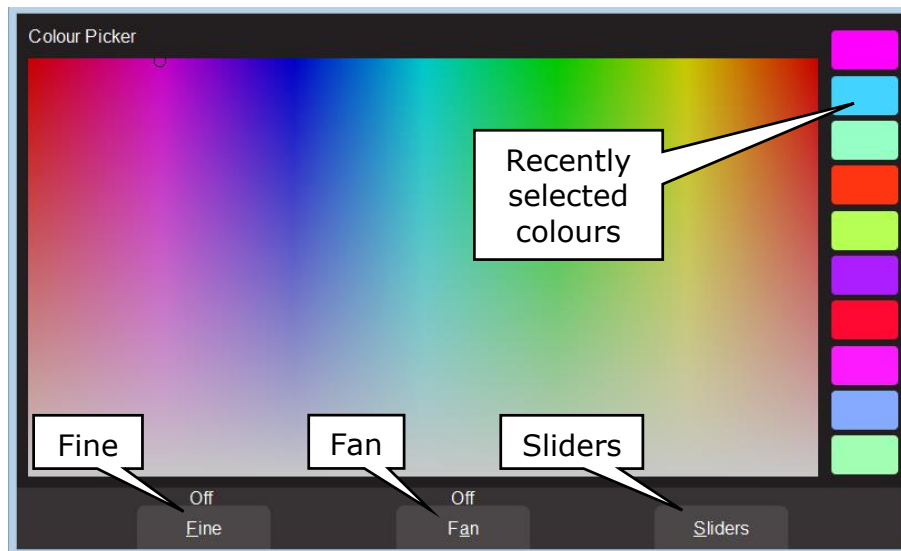 Colour Picker
Recently
selected
colours
Fine
Fan
Sliders
Off
Off
Fine
Fan
Sliders